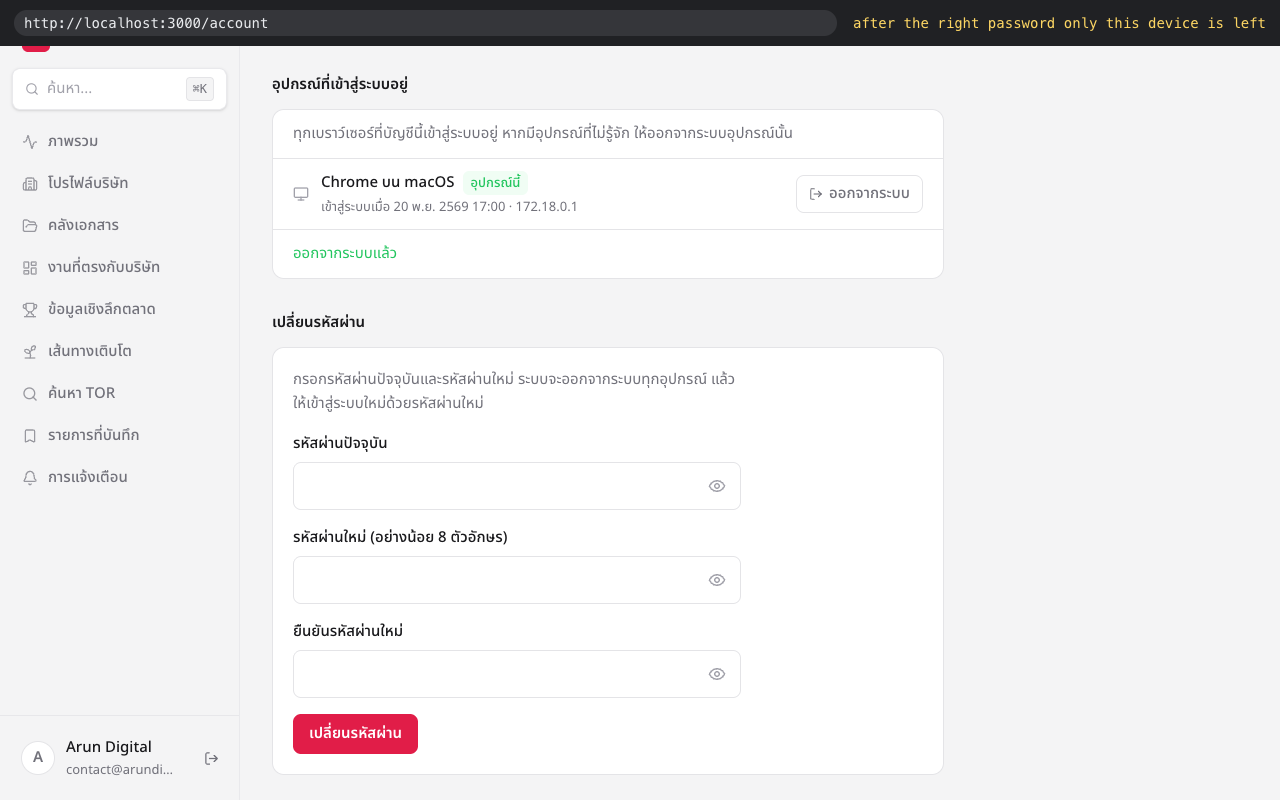 http://localhost:3000/account
after the right password only this device is left
ค้นหา...
⌘K
ภาพรวม
โปรไฟล์บริษัท
คลังเอกสาร
งานที่ตรงกับบริษัท
ข้อมูลเชิงลึกตลาด
เส้นทางเติบโต
ค้นหา TOR
รายการที่บันทึก
การแจ้งเตือน
A
Arun Digital
contact@arundi...
อุปกรณ์ที่เข้าสู่ระบบอยู่
ทุกเบราว์เซอร์ที่บัญชีนี้เข้าสู่ระบบอยู่ หากมีอุปกรณ์ที่ไม่รู้จัก ให้ออกจากระบบอุปกรณ์นั้น
Chrome บน macOS อุปกรณ์นี้
เข้าสู่ระบบเมื่อ 20 พ.ย. 2569 17:00 · 172.18.0.1
ออกจากระบบ
ออกจากระบบแล้ว
เปลี่ยนรหัสผ่าน
กรอกรหัสผ่านปัจจุบันและรหัสผ่านใหม่ ระบบจะออกจากระบบทุกอุปกรณ์ แล้ว
ให้เข้าสู่ระบบใหม่ด้วยรหัสผ่านใหม่
รหัสผ่านปัจจุบัน
รหัสผ่านใหม่ (อย่างน้อย 8 ตัวอักษร)
ยืนยันรหัสผ่านใหม่
เปลี่ยนรหัสผ่าน